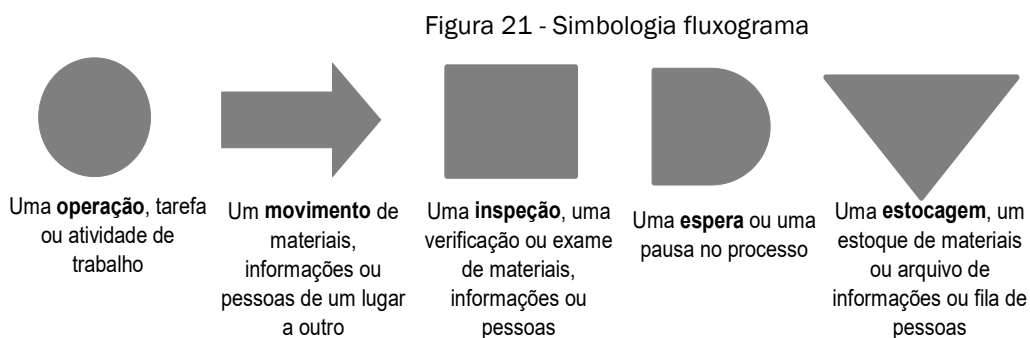 Figura 21 - Simbologia fluxograma
Uma operação, tarefa
ou atividade de
trabalho
Um movimento de
materiais,
informações ou
pessoas de um lugar
a outro
Uma inspeção, uma
verificação ou exame
de materiais,
informações ou
pessoas
Uma espera ou uma
pausa no processo
Uma estocagem, um
estoque de materiais
ou arquivo de
informações ou fila de
pessoas